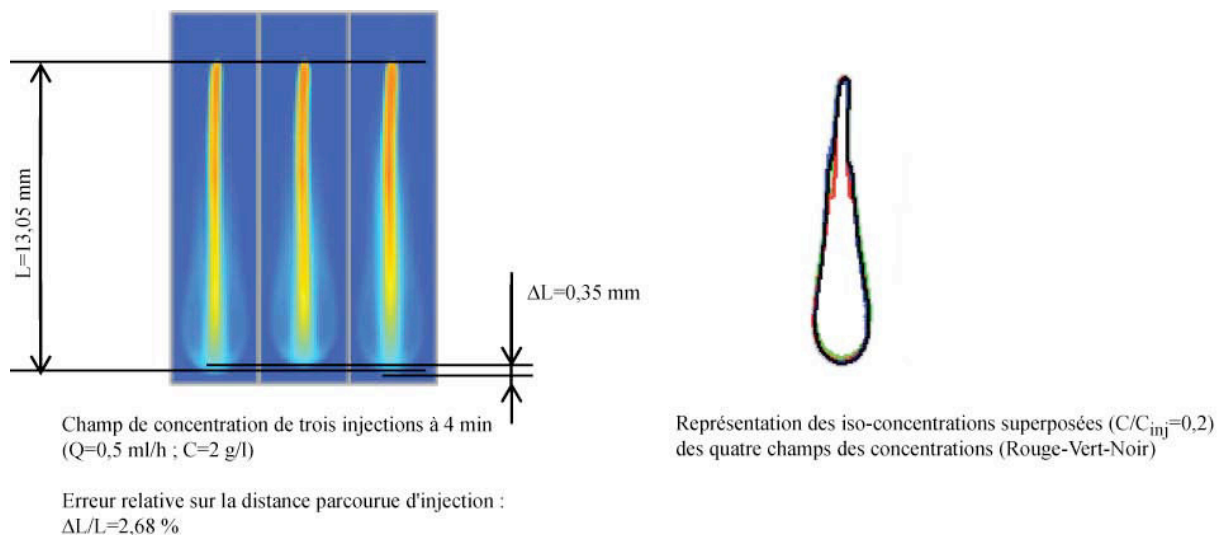 L=13,05 mm
ΔL=0,35 mm
Champ de concentration de trois injections à 4 min
(Q=0,5 ml/h ; C=2 g/l)
Erreur relative sur la distance parcourue d'injection :
ΔL/L=2,68 %
Représentation des iso-concentrations superposées (C/Cinj=0,2)
des quatre champs des concentrations (Rouge-Vert-Noir)